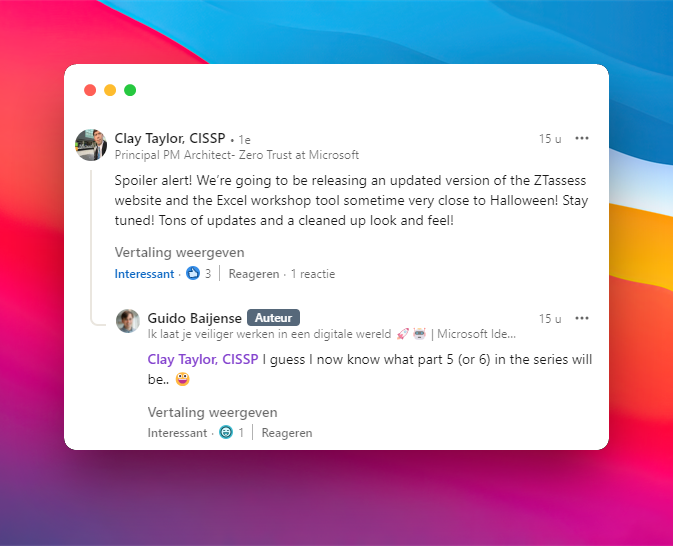 Clay Taylor, CISSP • 1e
15 u
Principal PM Architect- Zero Trust at Microsoft
Spoiler alert! We’re going to be releasing an updated version of the ZTassess
website and the Excel workshop tool sometime very close to Halloween! Stay
tuned! Tons of updates and a cleaned up look and feel!
Vertaling weergeven
Interessant · 3 | Reageren · 1 reactie
Guido Baijense Auteur
15 u
Ik laat je veiliger werken in een digitale wereld 🚀 🤖 | Microsoft Ide...
Clay Taylor, CISSP I guess I now know what part 5 (or 6) in the series will
be.. 😀
Vertaling weergeven
Interessant · 1 | Reageren